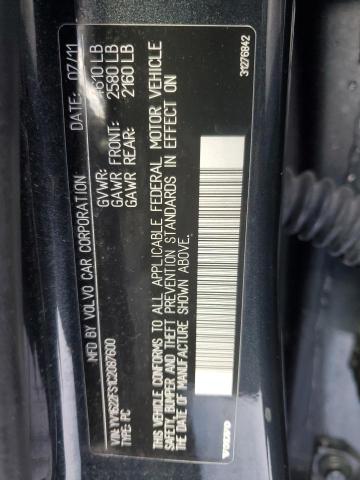 MFD BY VOLVO CAR CORPORATION DATE: 07/11
GVWR: 4610 LB
GAWR FRONT: 2580 LB
GAWR REAR: 2160 LB
VIN: YV1622FS1C2087600
TYPE: PC
THIS VEHICLE CONFORMS TO ALL APPLICABLE FEDERAL MOTOR VEHICLE
SAFETY, BUMPER AND THEFT PREVENTION STANDARDS IN EFFECT ON
THE DATE OF MANUFACTURE SHOWN ABOVE.
VOLVO
31276842